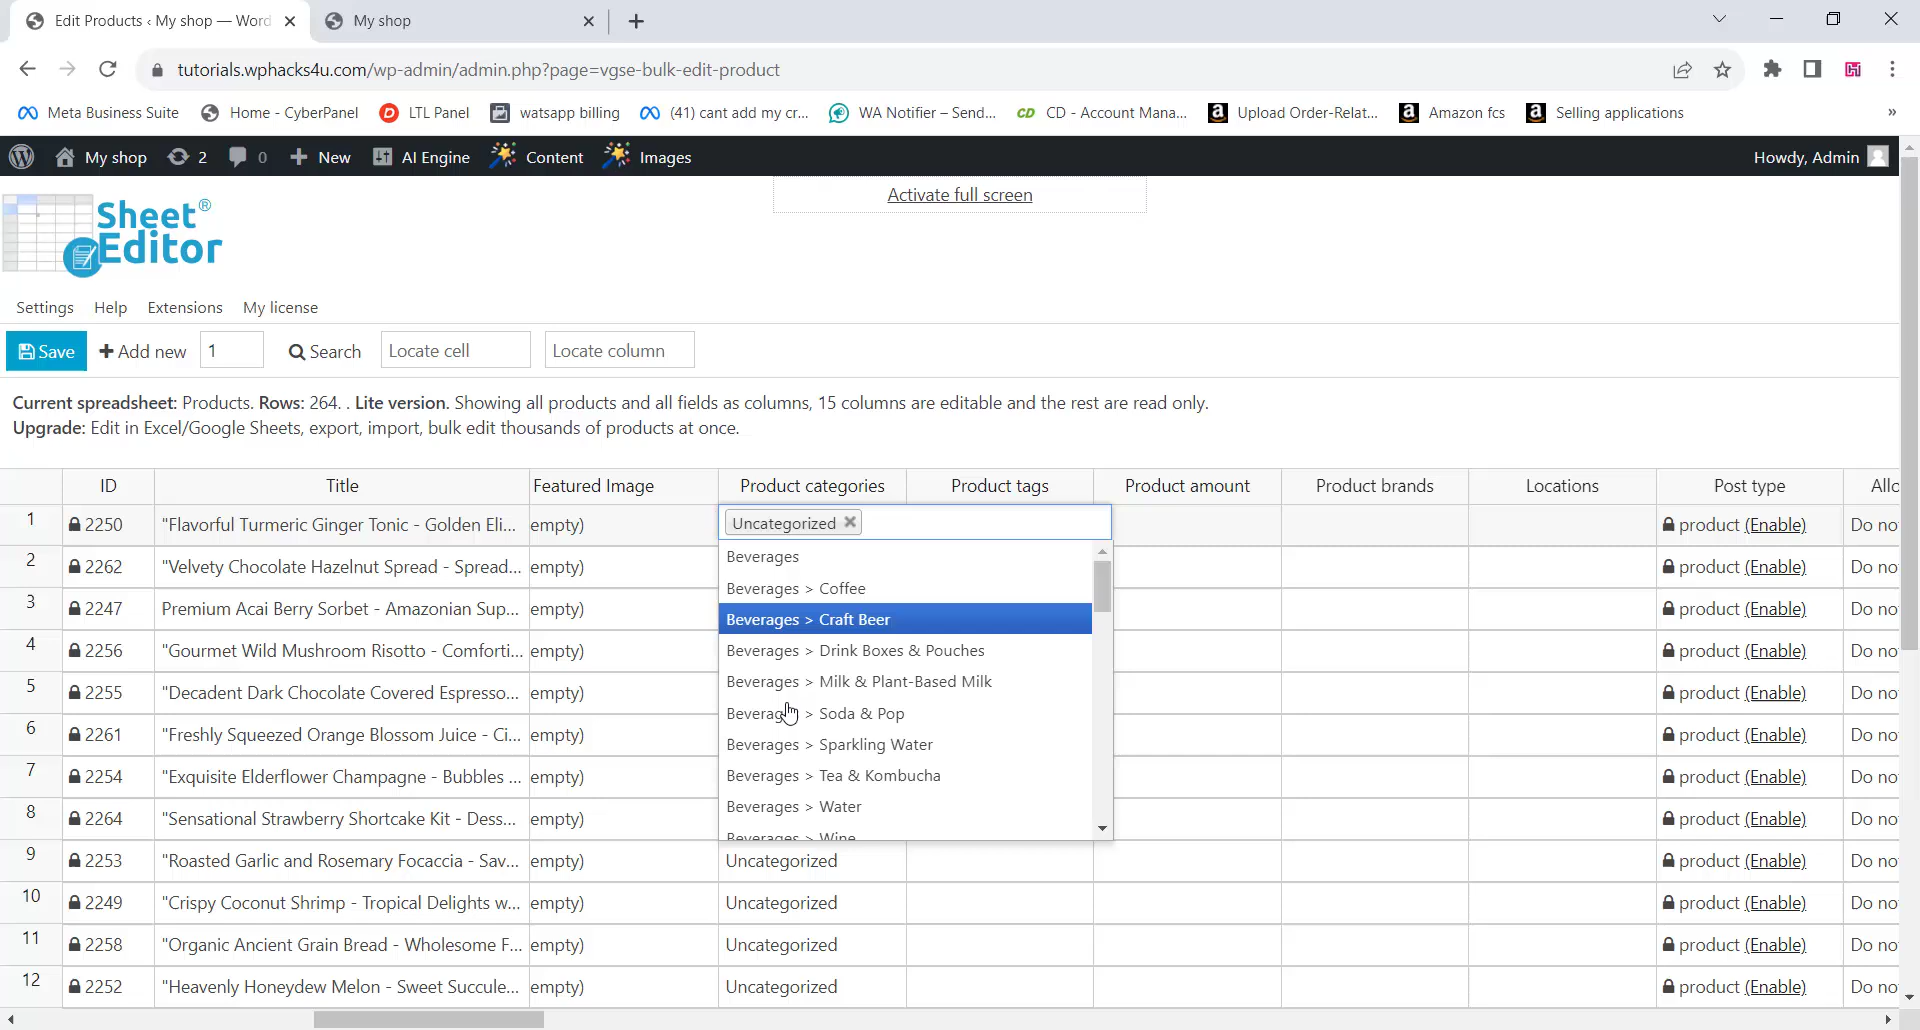 Edit Products ‹ My shop — Word
My shop
tutorials.wphacks4u.com/wp-admin/admin.php?page=vgse-bulk-edit-product
Meta Business Suite Home - CyberPanel LTL Panel watsapp billing (41) cant add my cr... WA Notifier – Send... CD CD - Account Mana... Upload Order-Relat... Amazon fcs Selling applications »
My shop 2 0 New AI Engine Content Images Howdy, Admin
Activate full screen
Sheet®
Editor
Settings Help Extensions My license
Save Add new 1 Search Locate cell Locate column
Current spreadsheet: Products. Rows: 264. . Lite version. Showing all products and all fields as columns, 15 columns are editable and the rest are read only.
Upgrade: Edit in Excel/Google Sheets, export, import, bulk edit thousands of products at once.
ID Title Featured Image Product categories Product tags Product amount Product brands Locations Post type Allo
1 2250 "Flavorful Turmeric Ginger Tonic - Golden Eli... empty) Uncategorized product (Enable) Do no
Beverages
2 2262 "Velvety Chocolate Hazelnut Spread - Spread... empty) product (Enable) Do no
Beverages > Coffee
3 2247 Premium Acai Berry Sorbet - Amazonian Sup... empty) Beverages > Craft Beer product (Enable) Do no
4 2256 "Gourmet Wild Mushroom Risotto - Comforti... empty) Beverages > Drink Boxes & Pouches product (Enable) Do no
5 2255 "Decadent Dark Chocolate Covered Espresso... empty) Beverages > Milk & Plant-Based Milk product (Enable) Do no
Beverages > Soda & Pop
6 2261 "Freshly Squeezed Orange Blossom Juice - Ci... empty) Beverages > Sparkling Water product (Enable) Do no
7 2254 "Exquisite Elderflower Champagne - Bubbles ... empty) Beverages > Tea & Kombucha product (Enable) Do no
8 2264 "Sensational Strawberry Shortcake Kit - Dess... empty) Beverages > Water product (Enable) Do no
Beverages > Wine
9 2253 "Roasted Garlic and Rosemary Focaccia - Sav... empty) Uncategorized product (Enable) Do no
10 2249 "Crispy Coconut Shrimp - Tropical Delights w... empty) Uncategorized product (Enable) Do no
11 2258 "Organic Ancient Grain Bread - Wholesome F... empty) Uncategorized product (Enable) Do no
12 2252 "Heavenly Honeydew Melon - Sweet Succule... empty) Uncategorized product (Enable) Do no